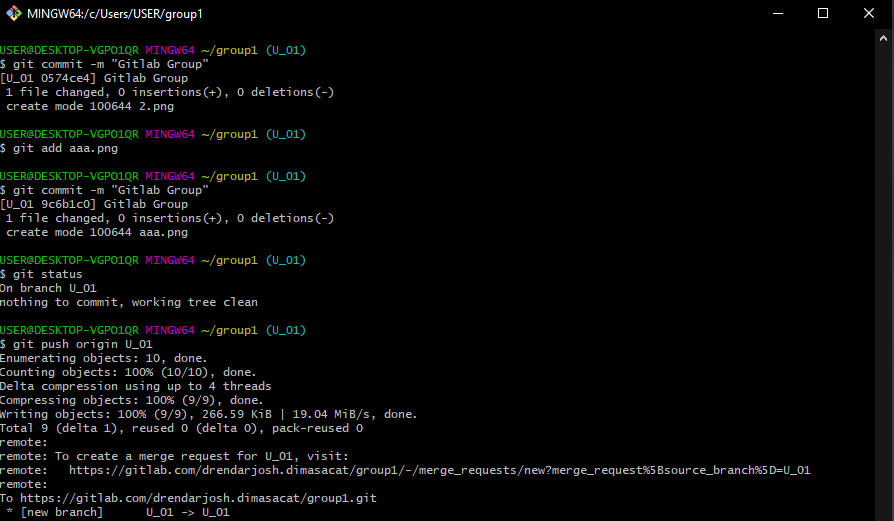 MINGW64:/c/Users/USER/group1
USER@DESKTOP-VGPO1QR MINGW64 ~/group1 (U_01)
$ git commit -m "Gitlab Group"
[U_01 0574ce4] Gitlab Group
 1 file changed, 0 insertions(+), 0 deletions(-)
 create mode 100644 2.png
USER@DESKTOP-VGPO1QR MINGW64 ~/group1 (U_01)
$ git add aaa.png
USER@DESKTOP-VGPO1QR MINGW64 ~/group1 (U_01)
$ git commit -m "Gitlab Group"
[U_01 9c6b1c0] Gitlab Group
 1 file changed, 0 insertions(+), 0 deletions(-)
 create mode 100644 aaa.png
USER@DESKTOP-VGPO1QR MINGW64 ~/group1 (U_01)
$ git status
On branch U_01
nothing to commit, working tree clean
USER@DESKTOP-VGPO1QR MINGW64 ~/group1 (U_01)
$ git push origin U_01
Enumerating objects: 10, done.
Counting objects: 100% (10/10), done.
Delta compression using up to 4 threads
Compressing objects: 100% (9/9), done.
Writing objects: 100% (9/9), 266.59 KiB | 19.04 MiB/s, done.
Total 9 (delta 1), reused 0 (delta 0), pack-reused 0
remote:
remote: To create a merge request for U_01, visit:
remote:   https://gitlab.com/drendarjosh.dimasacat/group1/-/merge_requests/new?merge_request%5Bsource_branch%5D=U_01
remote:
To https://gitlab.com/drendarjosh.dimasacat/group1.git
 * [new branch]      U_01 -> U_01